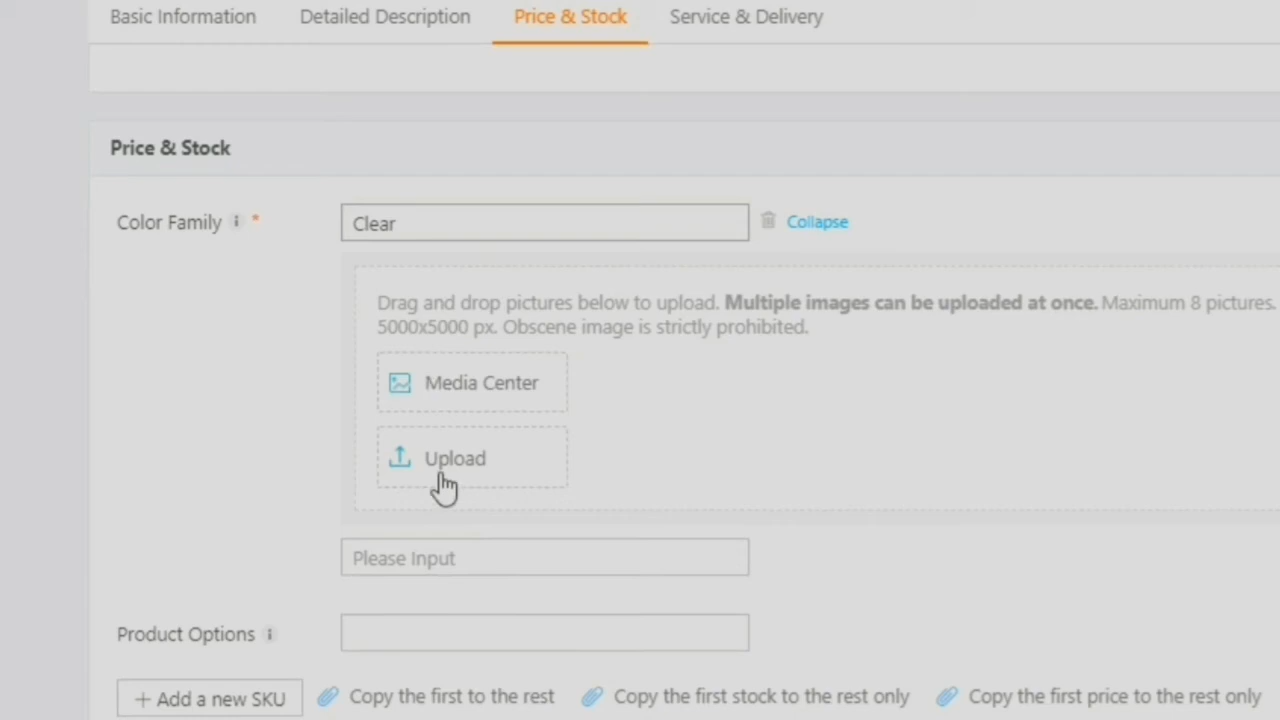 Basic Information Detailed Description Price & Stock Service & Delivery
Price & Stock
Color Family i * Clear Collapse
Drag and drop pictures below to upload. Multiple images can be uploaded at once. Maximum 8 pictures.
5000x5000 px. Obscene image is strictly prohibited.
Media Center
Upload
Please Input
Product Options i
+ Add a new SKU Copy the first to the rest Copy the first stock to the rest only Copy the first price to the rest only